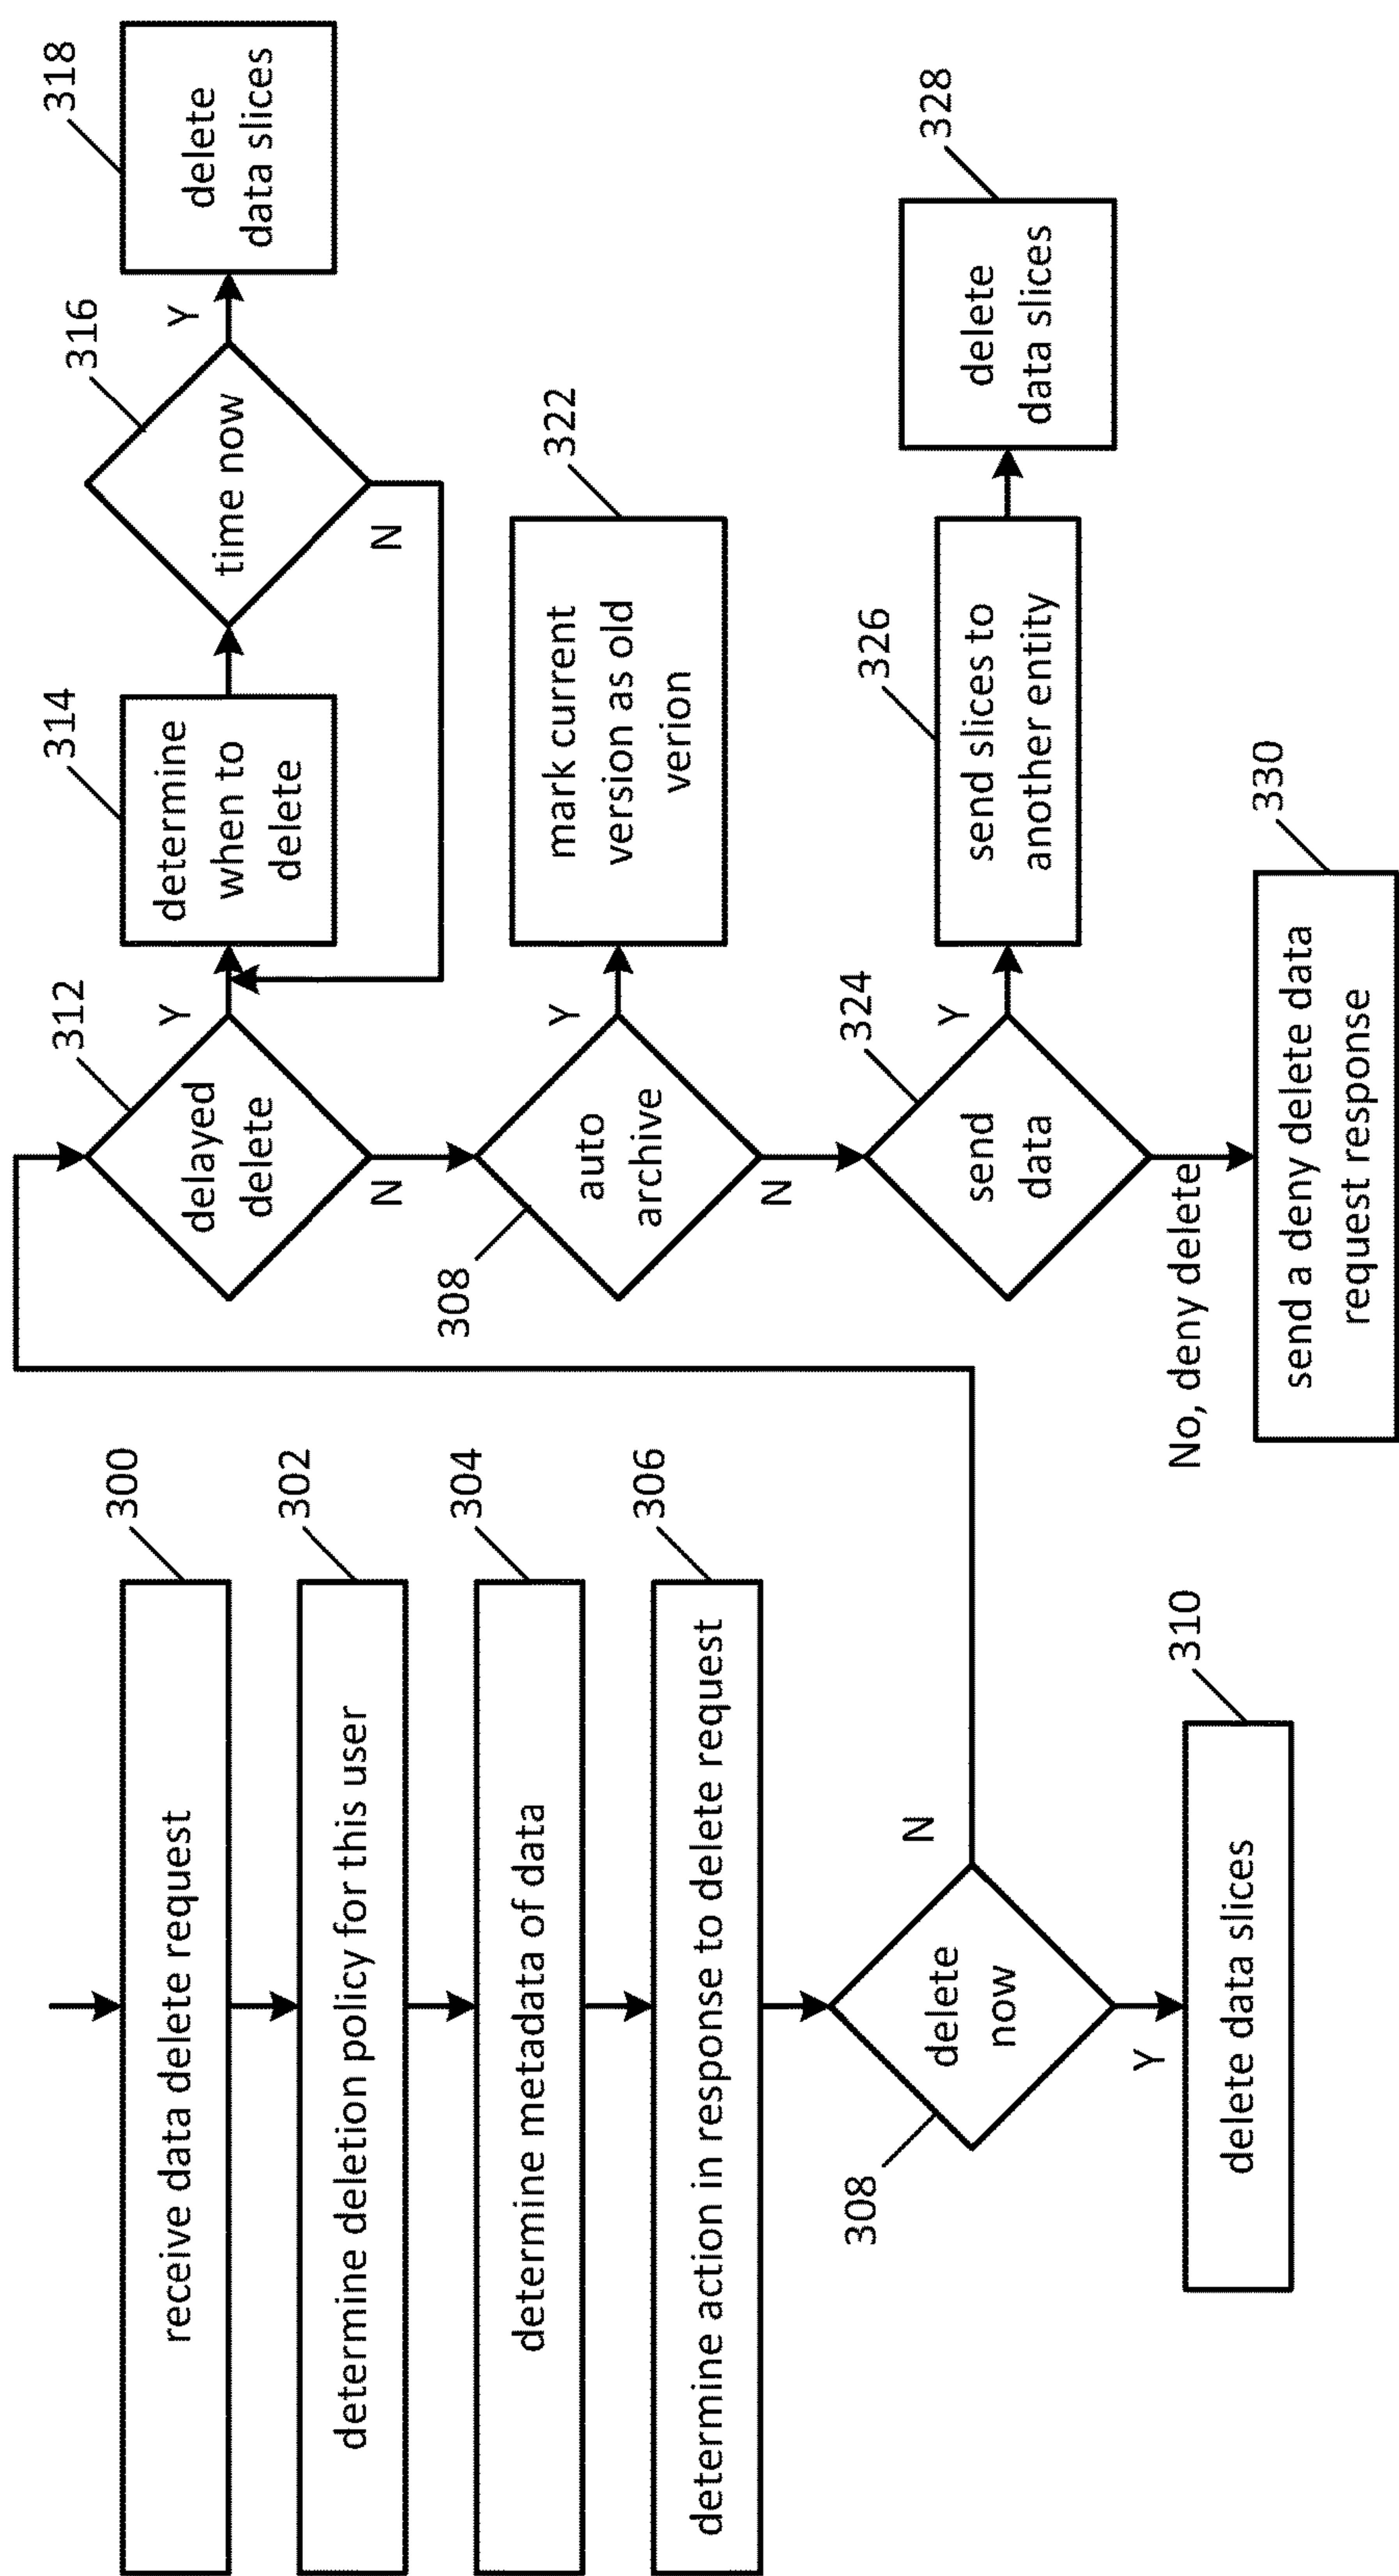 300
receive data delete request
302
determine deletion policy for this user
304
determine metadata of data
306
determine action in response to delete request
308
delete
now
N
Y
310
delete data slices
312
delayed
delete
Y
N
314
determine
when to
delete
316
time now
Y
N
318
delete
data slices
308
auto
archive
Y
N
322
mark current
version as old
verion
324
send
data
Y
No, deny delete
326
send slices to
another entity
328
delete
data slices
330
send a deny delete data
request response